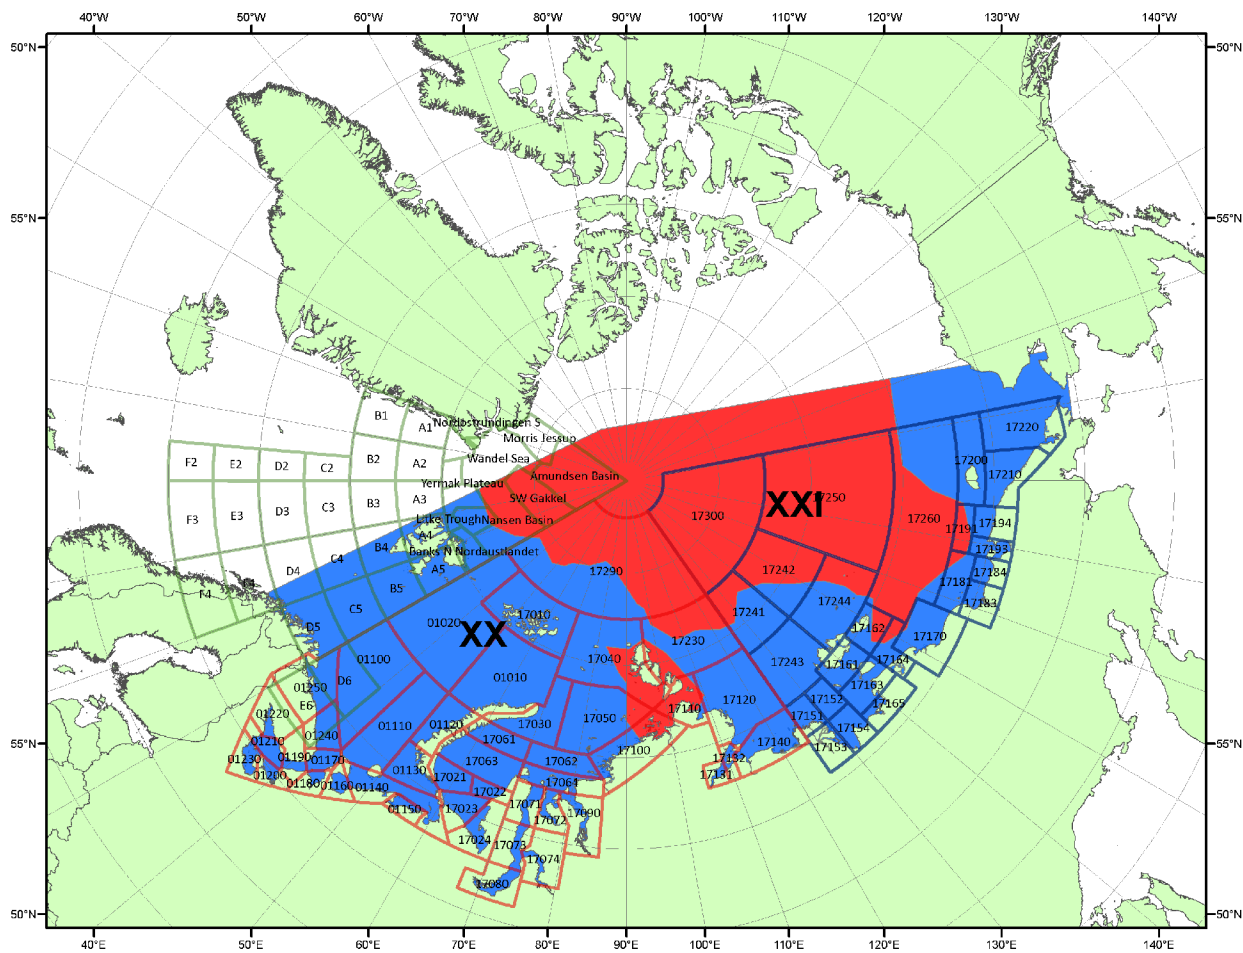 40°W 50°W 60°W 70°W 80°W 90°W 100°W 110°W 120°W 130°W 140°W
50°N 50°N
55°N 55°N
B1
A1 Nordostrundingen S
Morris Jessup
17220
F2 E2 D2 C2 B2 A2 Wandel Sea
17200
17210
Yermak Plateau Amundsen Basin
F3 E3 D3 C3 B3 A3 SW Gakkel
XXI
17250
17300
17260
Litke Trough Nansen Basin
17191 17194
A4
C4 B4 Banks N Nordaustlandet
17193
D4 A5 17290 17242 17184
17181
F4 E4 B5 17183
C5 17010 17241 17244
D5 01020 XX 17230 17162 17170
01100 17040 17243 17161 17164
01250 D6 01010 17163
E6 17110 17120 17152 17165
01220 01110 01120 17030 17050 17151 17154
01210 01240 17061 17100 17140 17153
01230 01190 01170 17063 17062 17132
01200 01180 01160 01140 01130 17021 17064 17131
01150 17022
17023 17071 17072 17090
17024 17073
17074
17080
55°N 55°N
50°N 50°N
40°E 50°E 60°E 70°E 80°E 90°E 100°E 110°E 120°E 130°E 140°E